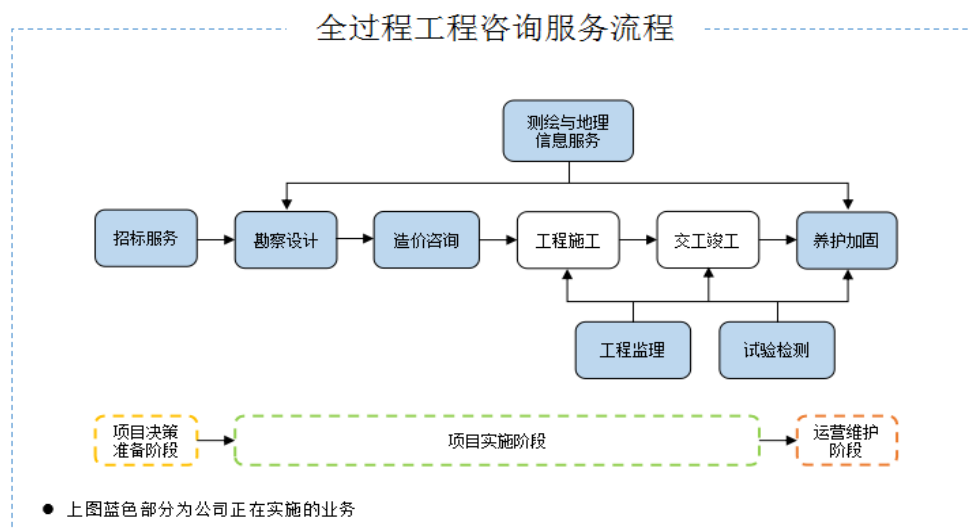 全过程工程咨询服务流程
测绘与地理
信息服务
招标服务
勘察设计
造价咨询
工程施工
交工竣工
养护加固
工程监理
试验检测
项目决策
准备阶段
项目实施阶段
运营维护
阶段
● 上图蓝色部分为公司正在实施的业务